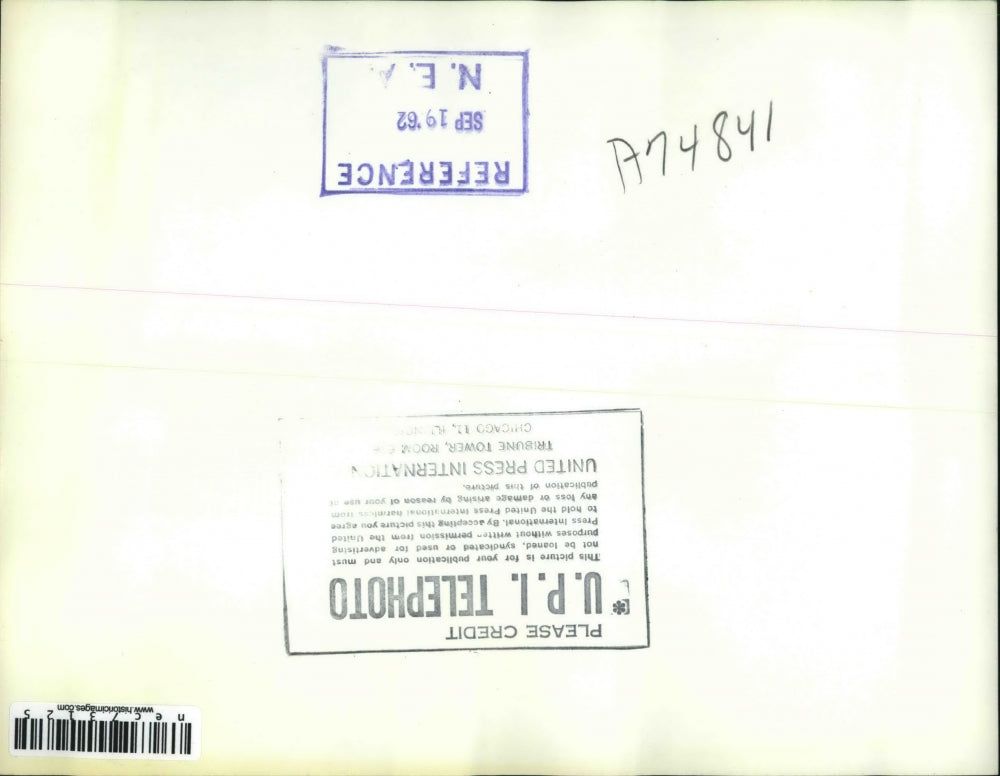 REFERENCE
SEP 19 '62
N. E. A.
A74841
PLEASE CREDIT
U.P.I. TELEPHOTO
This picture is for your publication only and must
not be loaned, syndicated or used for advertising
purposes without written permission from the United
Press International. By accepting this picture you agree
to hold the United Press International harmless from
any loss or damage arising by reason of your use of
publication of this picture.
UNITED PRESS INTERNATION
TRIBUNE TOWER, ROOM
CHICAGO 11, ILLINOIS
www.historicimages.com